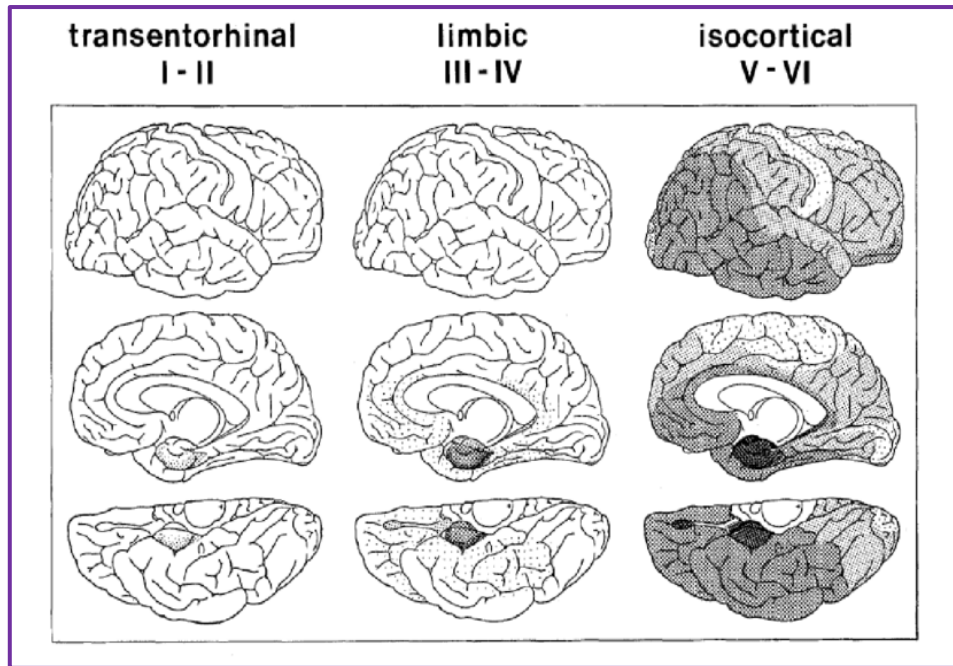 transentorhinal
I - II
limbic
III - IV
isocortical
V - VI